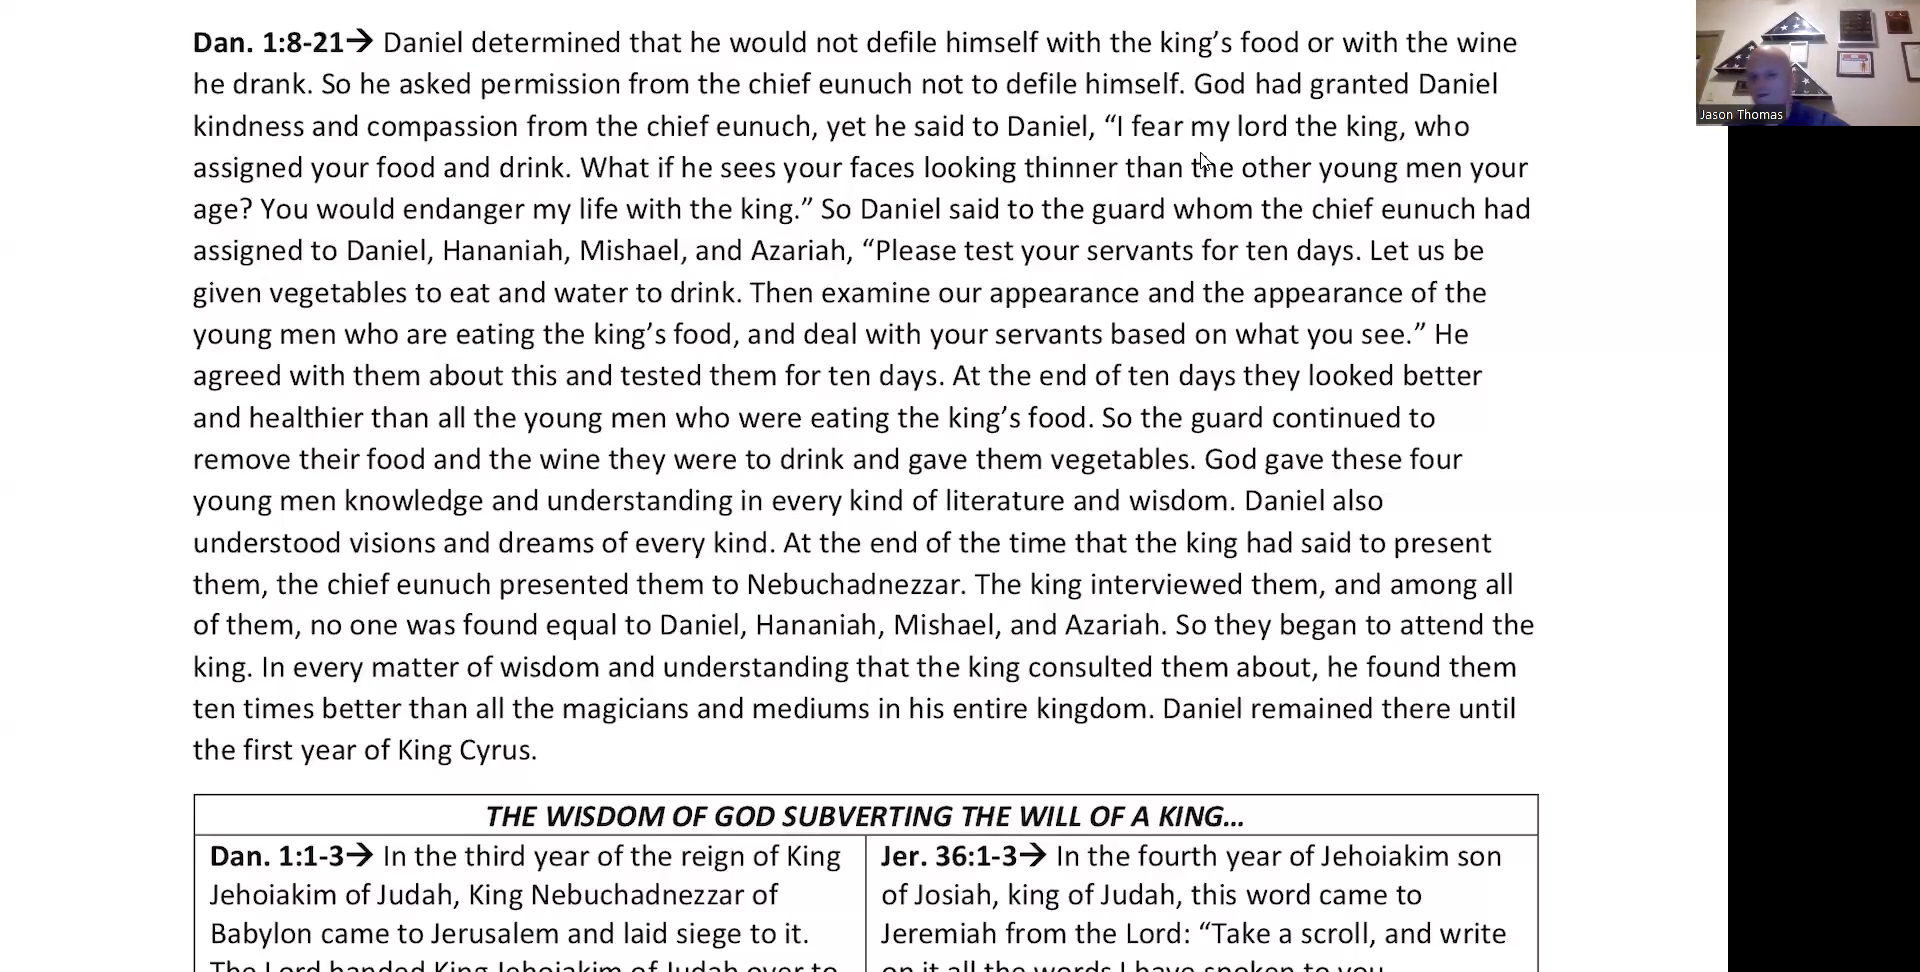 Dan. 1:8-21→ Daniel determined that he would not defile himself with the king’s food or with the wine
he drank. So he asked permission from the chief eunuch not to defile himself. God had granted Daniel
kindness and compassion from the chief eunuch, yet he said to Daniel, “I fear my lord the king, who
assigned your food and drink. What if he sees your faces looking thinner than the other young men your
age? You would endanger my life with the king.” So Daniel said to the guard whom the chief eunuch had
assigned to Daniel, Hananiah, Mishael, and Azariah, “Please test your servants for ten days. Let us be
given vegetables to eat and water to drink. Then examine our appearance and the appearance of the
young men who are eating the king’s food, and deal with your servants based on what you see.” He
agreed with them about this and tested them for ten days. At the end of ten days they looked better
and healthier than all the young men who were eating the king’s food. So the guard continued to
remove their food and the wine they were to drink and gave them vegetables. God gave these four
young men knowledge and understanding in every kind of literature and wisdom. Daniel also
understood visions and dreams of every kind. At the end of the time that the king had said to present
them, the chief eunuch presented them to Nebuchadnezzar. The king interviewed them, and among all
of them, no one was found equal to Daniel, Hananiah, Mishael, and Azariah. So they began to attend the
king. In every matter of wisdom and understanding that the king consulted them about, he found them
ten times better than all the magicians and mediums in his entire kingdom. Daniel remained there until
the first year of King Cyrus.
THE WISDOM OF GOD SUBVERTING THE WILL OF A KING…
Dan. 1:1-3→ In the third year of the reign of King
Jehoiakim of Judah, King Nebuchadnezzar of
Babylon came to Jerusalem and laid siege to it.
The Lord handed King Jehoiakim of Judah over to
Jer. 36:1-3→ In the fourth year of Jehoiakim son
of Josiah, king of Judah, this word came to
Jeremiah from the Lord: “Take a scroll, and write
on it all the words I have spoken to you
Jason Thomas